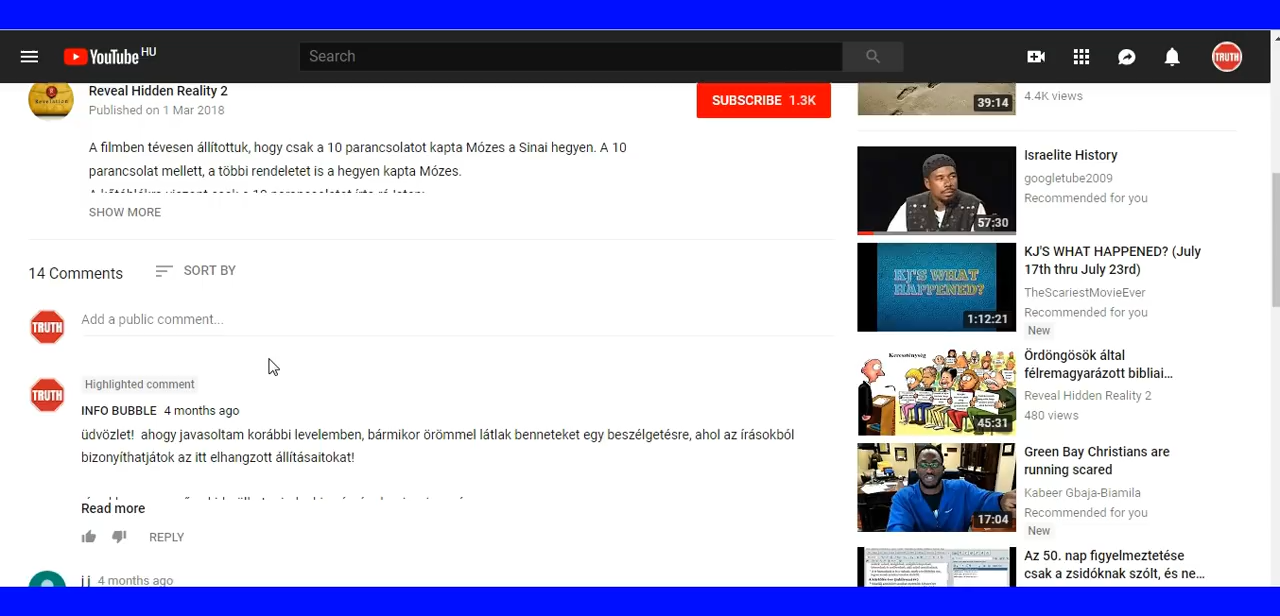 YouTube HU
Search
TRUTH
Reveal Hidden Reality 2
Published on 1 Mar 2018
SUBSCRIBE 1.3K
A filmben tévesen állítottuk, hogy csak a 10 parancsolatot kapta Mózes a Sinai hegyen. A 10
parancsolat mellett, a többi rendeletet is a hegyen kapta Mózes.
SHOW MORE
14 Comments
SORT BY
TRUTH
Add a public comment...
TRUTH
Highlighted comment
INFO BUBBLE 4 months ago
üdvözlet! ahogy javasoltam korábbi levelemben, bármikor örömmel látlak benneteket egy beszélgetésre, ahol az írásokból
bizonyíthatjátok az itt elhangzott állításaitokat!
Read more
REPLY
j j 4 months ago
39:14
4.4K views
57:30
Israelite History
googletube2009
Recommended for you
KJ'S WHAT
HAPPENED?
1:12:21
KJ'S WHAT HAPPENED? (July
17th thru July 23rd)
TheScariestMovieEver
Recommended for you
New
Kereszténység
45:31
Ördöngösök által
félremagyarázott bibliai...
Reveal Hidden Reality 2
480 views
17:04
Green Bay Christians are
running scared
Kabeer Gbaja-Biamila
Recommended for you
New
Az 50. nap figyelmeztetése
csak a zsidóknak szólt, és ne...